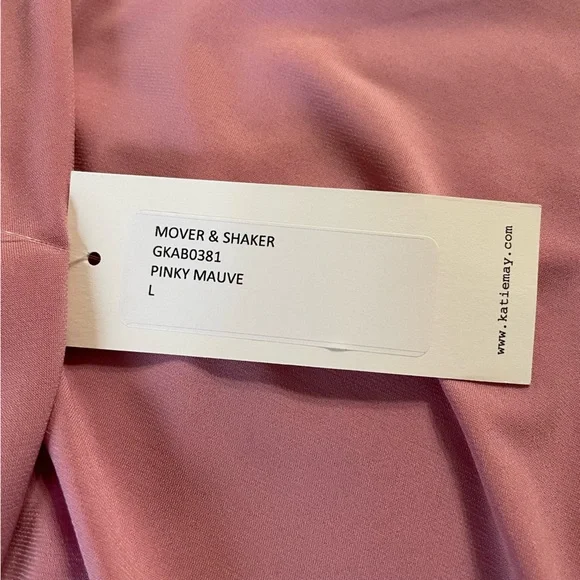 MOVER & SHAKER
GKAB0381
PINKY MAUVE
L
www.katiemay.com